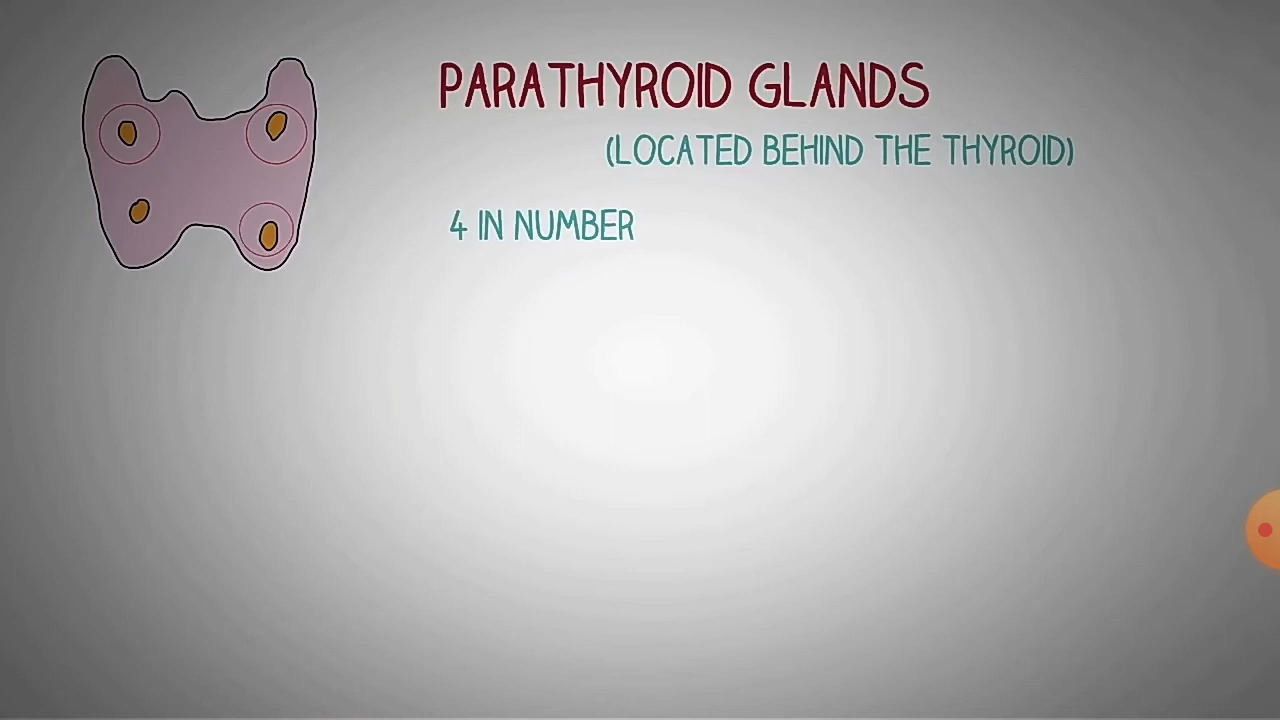 PARATHYROID GLANDS
(LOCATED BEHIND THE THYROID)
4 IN NUMBER